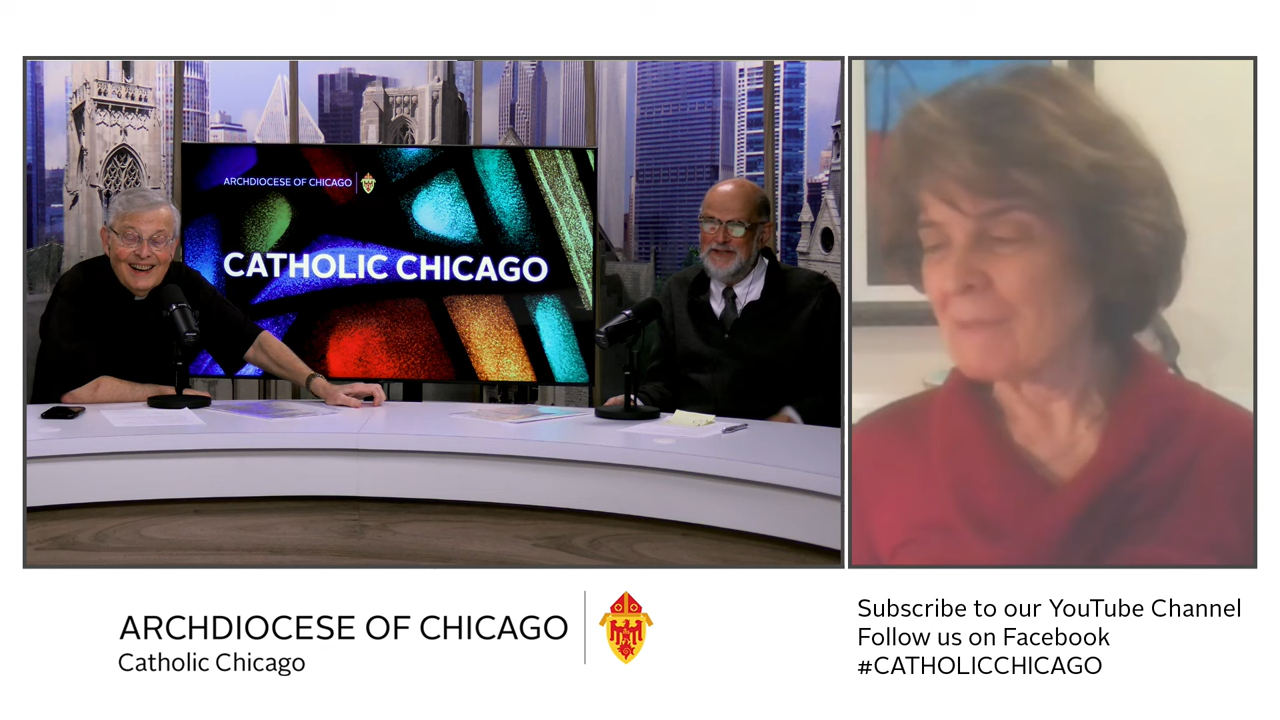 ARCHDIOCESE OF CHICAGO
CATHOLIC CHICAGO
ARCHDIOCESE OF CHICAGO
Catholic Chicago
Subscribe to our YouTube Channel
Follow us on Facebook
#CATHOLICCHICAGO